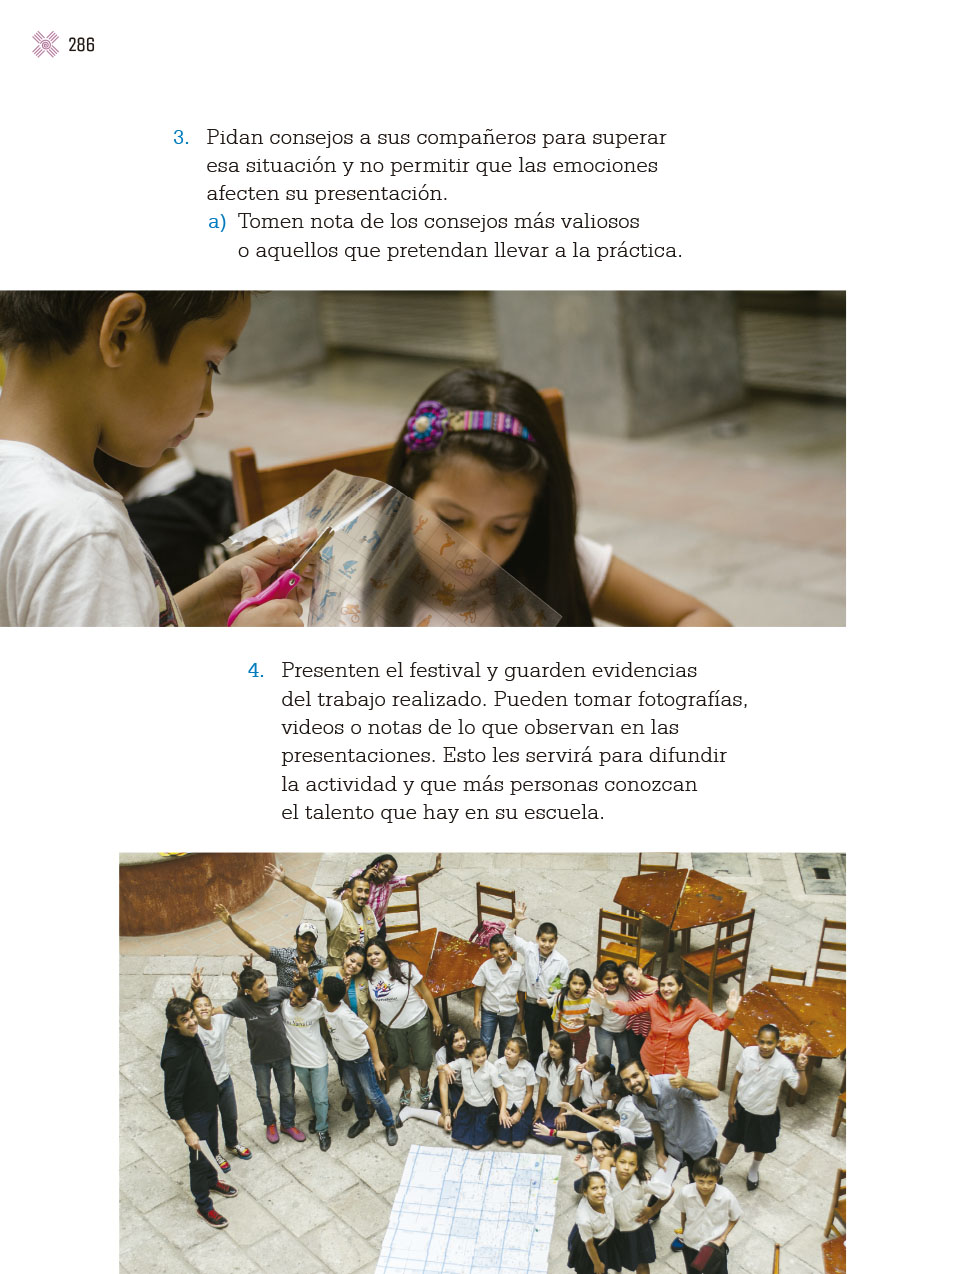 286
3. Pidan consejos a sus compañeros para superar
esa situación y no permitir que las emociones
afecten su presentación.
a) Tomen nota de los consejos más valiosos
o aquellos que pretendan llevar a la práctica.
4. Presenten el festival y guarden evidencias
del trabajo realizado. Pueden tomar fotografías,
videos o notas de lo que observan en las
presentaciones. Esto les servirá para difundir
la actividad y que más personas conozcan
el talento que hay en su escuela.